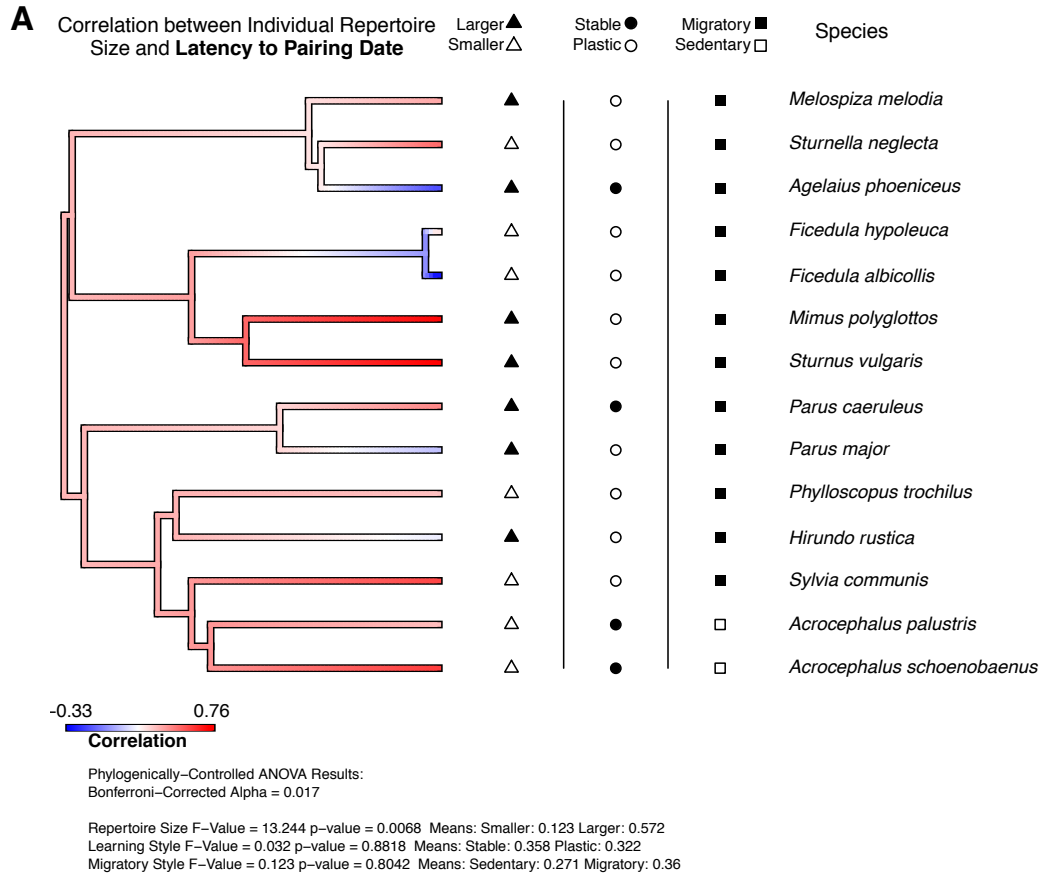 A
Correlation between Individual Repertoire
Size and Latency to Pairing Date
Larger
Smaller
Stable
Plastic
Migratory
Sedentary
Species
Melospiza melodia
Sturnella neglecta
Agelaius phoeniceus
Ficedula hypoleuca
Ficedula albicollis
Mimus polyglottos
Sturnus vulgaris
Parus caeruleus
Parus major
Phylloscopus trochilus
Hirundo rustica
Sylvia communis
Acrocephalus palustris
Acrocephalus schoenobaenus
-0.33 0.76
Correlation
Phylogenically−Controlled ANOVA Results:
Bonferroni−Corrected Alpha = 0.017
Repertoire Size F−Value = 13.244 p−value = 0.0068 Means: Smaller: 0.123 Larger: 0.572
Learning Style F−Value = 0.032 p−value = 0.8818 Means: Stable: 0.358 Plastic: 0.322
Migratory Style F−Value = 0.123 p−value = 0.8042 Means: Sedentary: 0.271 Migratory: 0.36